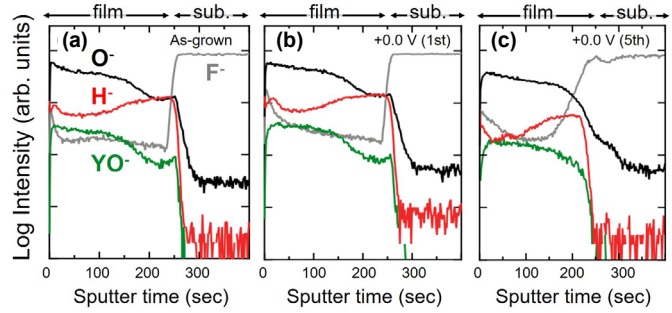 film sub. film sub. film sub.
(a) As-grown (b) +0.0 V (1st) (c) +0.0 V (5th)
O⁻ F⁻
H⁻
YO⁻
Log Intensity (arb. units)
0 100 200 300 0 100 200 300 0 100 200 300
Sputter time (sec) Sputter time (sec) Sputter time (sec)